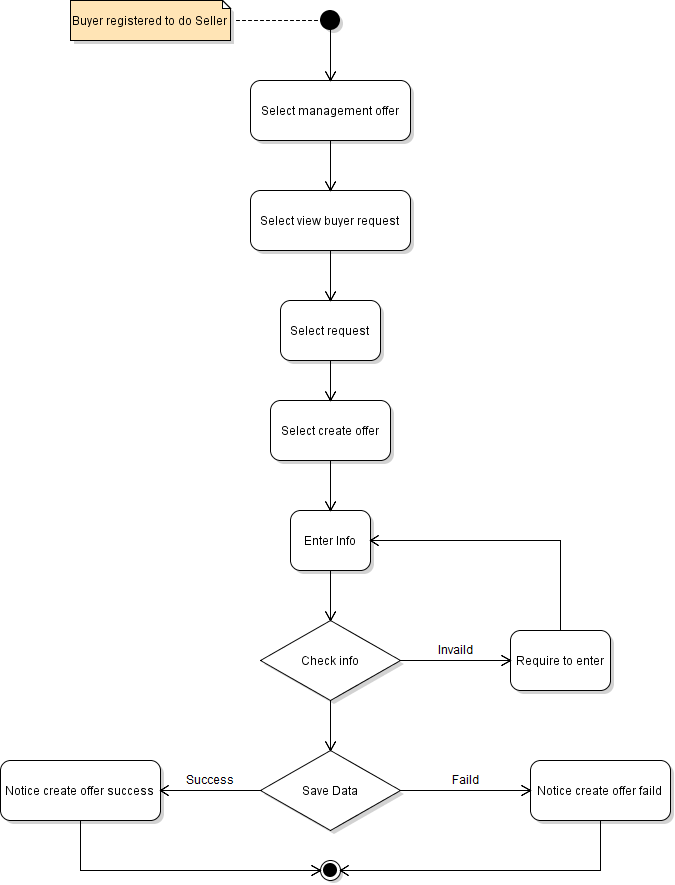 Buyer registered to do Seller
Select management offer
Select view buyer request
Select request
Select create offer
Enter Info
Check info
Invaild
Require to enter
Notice create offer success
Success
Save Data
Faild
Notice create offer faild